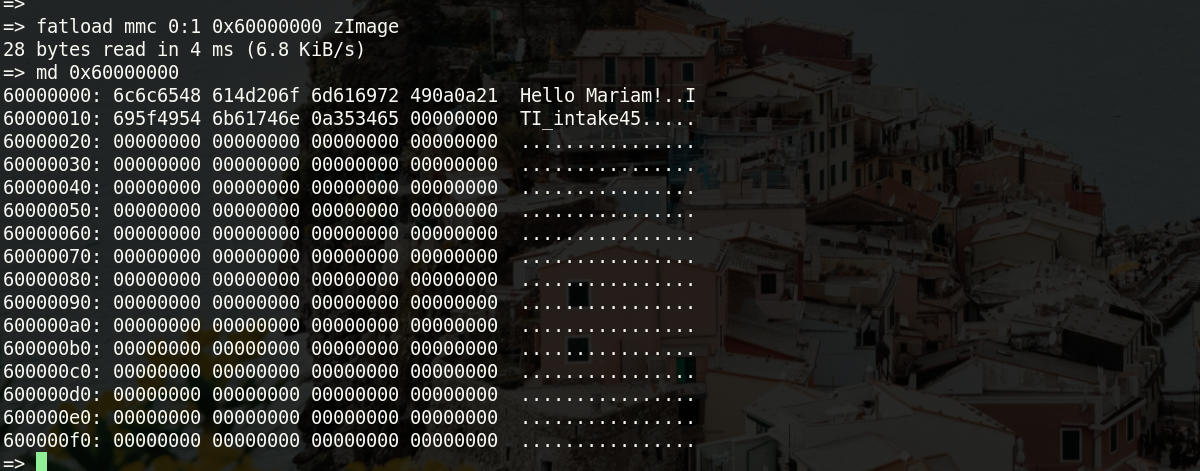 =>
=> fatload mmc 0:1 0x60000000 zImage
28 bytes read in 4 ms (6.8 KiB/s)
=> md 0x60000000
60000000: 6c6c6548 614d206f 6d616972 490a0a21  Hello Mariam!..I
60000010: 695f4954 6b61746e 0a353465 00000000  TI_intake45.....
60000020: 00000000 00000000 00000000 00000000  ................
60000030: 00000000 00000000 00000000 00000000  ................
60000040: 00000000 00000000 00000000 00000000  ................
60000050: 00000000 00000000 00000000 00000000  ................
60000060: 00000000 00000000 00000000 00000000  ................
60000070: 00000000 00000000 00000000 00000000  ................
60000080: 00000000 00000000 00000000 00000000  ................
60000090: 00000000 00000000 00000000 00000000  ................
600000a0: 00000000 00000000 00000000 00000000  ................
600000b0: 00000000 00000000 00000000 00000000  ................
600000c0: 00000000 00000000 00000000 00000000  ................
600000d0: 00000000 00000000 00000000 00000000  ................
600000e0: 00000000 00000000 00000000 00000000  ................
600000f0: 00000000 00000000 00000000 00000000  ................
=>